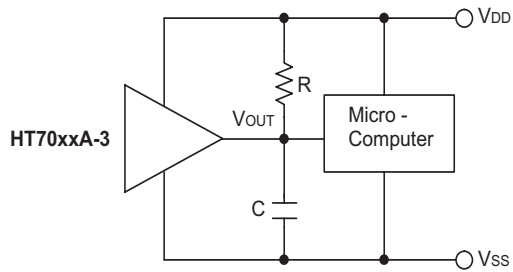 VDD
R
VOUT
Micro -
Computer
HT70xxA-3
C
VSS